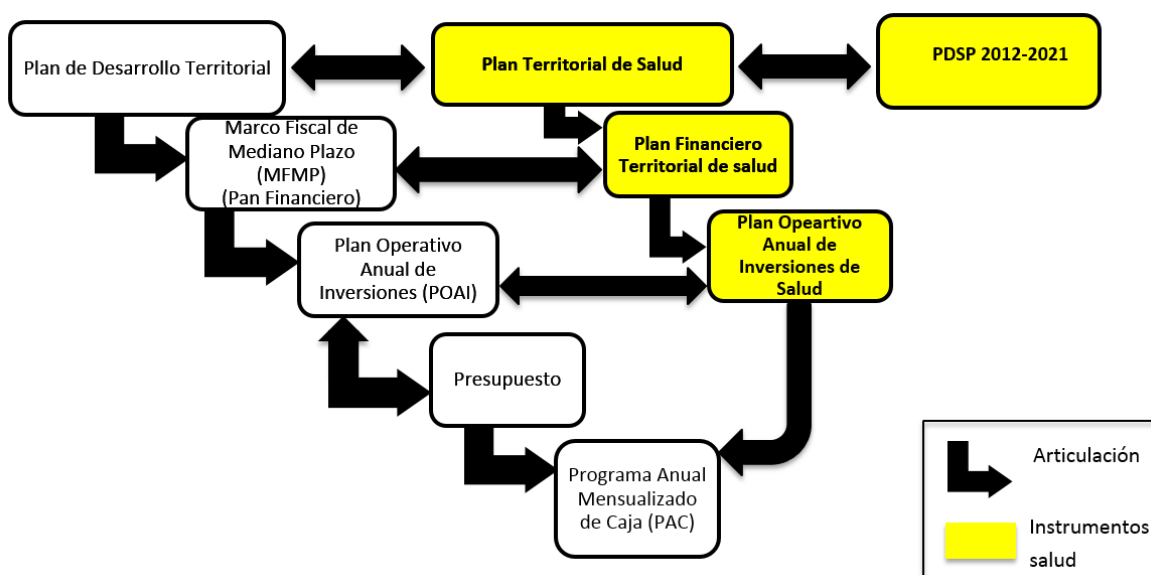 Plan de Desarrollo Territorial
Plan Territorial de Salud
PDSP 2012-2021
Marco Fiscal de
Mediano Plazo
(MFMP)
(Pan Financiero)
Plan Financiero
Territorial de salud
Plan Operativo
Anual de
Inversiones (POAI)
Plan Opeartivo
Anual de
Inversiones de
Salud
Presupuesto
Programa Anual
Mensualizado
de Caja (PAC)
Articulación
Instrumentos
salud